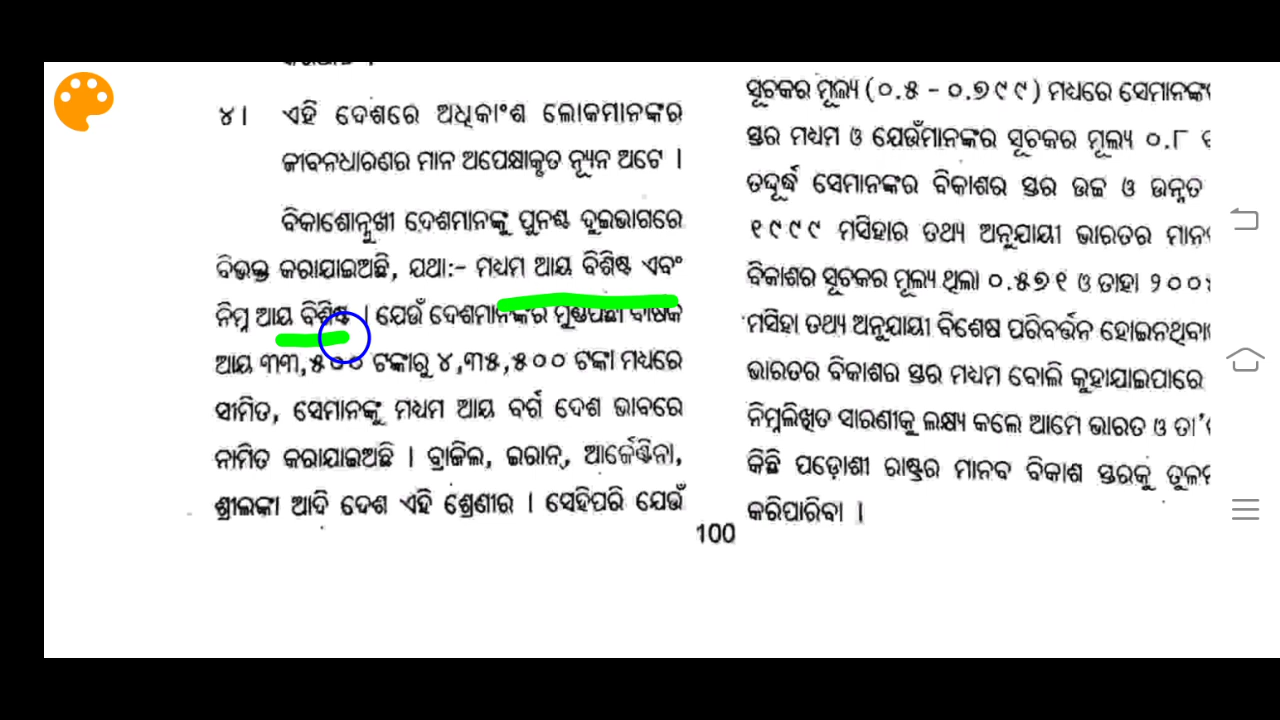 ୪। ଏହି ଦେଶରେ ଅଧିକାଂଶ ଲୋକମାନଙ୍କର
ଜୀବନଧାରଣର ମାନ ଅପେକ୍ଷାକୃତ ନ୍ୟୂନ ଅଟେ ।
ବିକାଶୋନ୍ମୁଖୀ ଦେଶମାନଙ୍କୁ ପୁନଶ୍ଚ ଦୁଇଭାଗରେ
ବିଭକ୍ତ କରାଯାଇଅଛି, ଯଥା:- ମଧ୍ୟମ ଆୟ ବିଶିଷ୍ଟ ଏବଂ
ନିମ୍ନ ଆୟ ବିଶିଷ୍ଟ । ଯେଉଁ ଦେଶମାନଙ୍କର ମୁଣ୍ଡପିଛା ବାର୍ଷିକ
ଆୟ ୩୩,୫୦୦ ଟଙ୍କାରୁ ୪,୩୫,୫୦୦ ଟଙ୍କା ମଧ୍ୟରେ
ସୀମିତ, ସେମାନଙ୍କୁ ମଧ୍ୟମ ଆୟ ବର୍ଗ ଦେଶ ଭାବରେ
ନାମିତ କରାଯାଇଅଛି । ବ୍ରାଜିଲ, ଇରାନ୍, ଆର୍ଜେଣ୍ଟିନା,
ଶ୍ରୀଲଙ୍କା ଆଦି ଦେଶ ଏହି ଶ୍ରେଣୀର । ସେହିପରି ଯେଉଁ
ସୂଚକର ମୂଲ୍ୟ (୦.୫ - ୦.୭୯୯) ମଧ୍ୟରେ ସେମାନଙ୍କ
ସ୍ତର ମଧ୍ୟମ ଓ ଯେଉଁମାନଙ୍କର ସୂଚକର ମୂଲ୍ୟ ୦.୮
ତଦୂର୍ଦ୍ଧ୍ୱ ସେମାନଙ୍କର ବିକାଶର ସ୍ତର ଉଚ୍ଚ ଓ ଉନ୍ନତ
୧୯୯୯ ମସିହାର ତଥ୍ୟ ଅନୁଯାୟୀ ଭାରତର ମାନ
ବିକାଶର ସୂଚକର ମୂଲ୍ୟ ଥିଲା ୦.୫୭୧ ଓ ତାହା ୨୦୦
ମସିହା ତଥ୍ୟ ଅନୁଯାୟୀ ବିଶେଷ ପରିବର୍ତ୍ତନ ହୋଇନଥିବା
ଭାରତର ବିକାଶର ସ୍ତର ମଧ୍ୟମ ବୋଲି କୁହାଯାଇପାରେ
ନିମ୍ନଲିଖିତ ସାରଣୀକୁ ଲକ୍ଷ୍ୟ କଲେ ଆମେ ଭାରତ ଓ ତା'
କିଛି ପଡ଼ୋଶୀ ରାଷ୍ଟ୍ରର ମାନବ ବିକାଶ ସ୍ତରକୁ
କରିପାରିବା ।
100